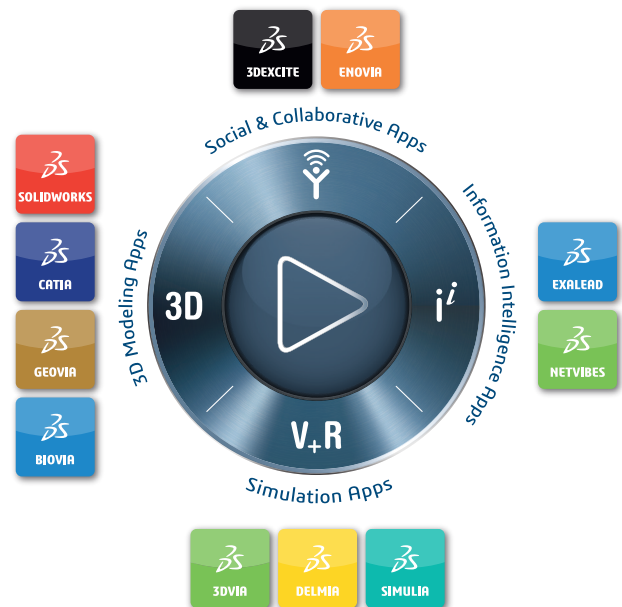 3DEXCITE
ENOVIA
Social & Collaborative Apps
SOLIDWORKS
CATIA
GEOVIA
BIOVIA
3D Modeling Apps
3D
i i
V+R
Information Intelligence Apps
EXALEAD
NETVIBES
Simulation Apps
3DVIA
DELMIA
SIMULIA